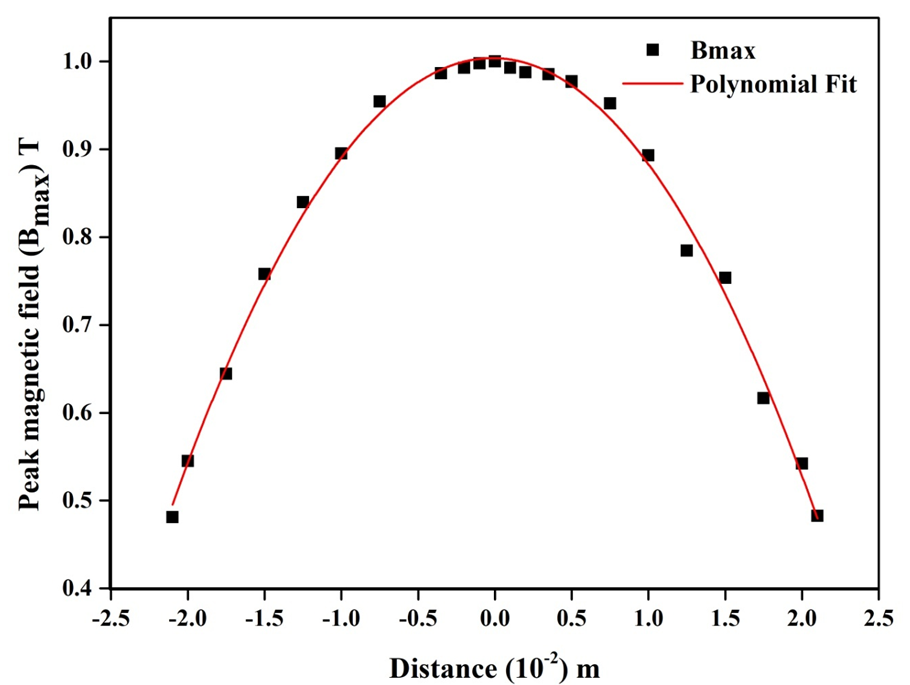 Bmax
Polynomial Fit
1.0
0.9
0.8
0.7
0.6
0.5
0.4
Peak magnetic field (Bmax) T
-2.5 -2.0 -1.5 -1.0 -0.5 0.0 0.5 1.0 1.5 2.0 2.5
Distance (10-2) m